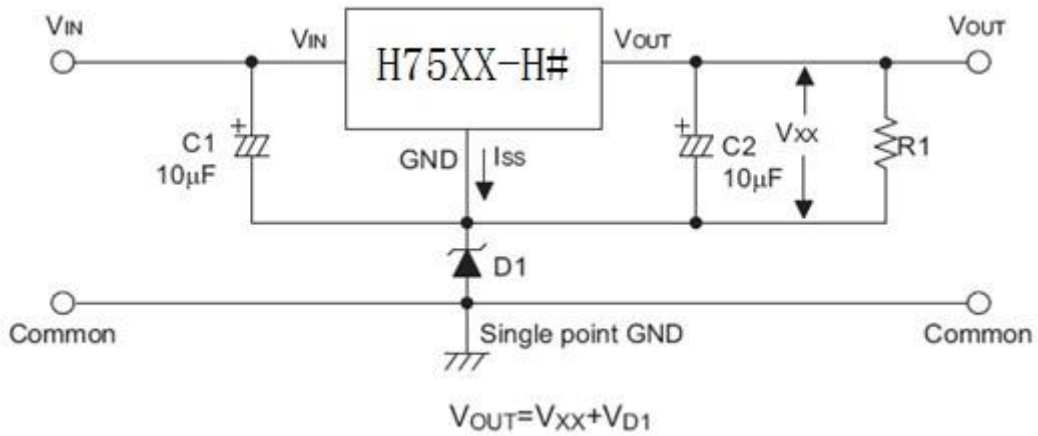 VIN
VIN
H75XX-H#
VOUT
VOUT
C1
10μF
GND
ISS
C2
10μF
VXX
R1
D1
Common
Single point GND
Common
VOUT=VXX+VD1